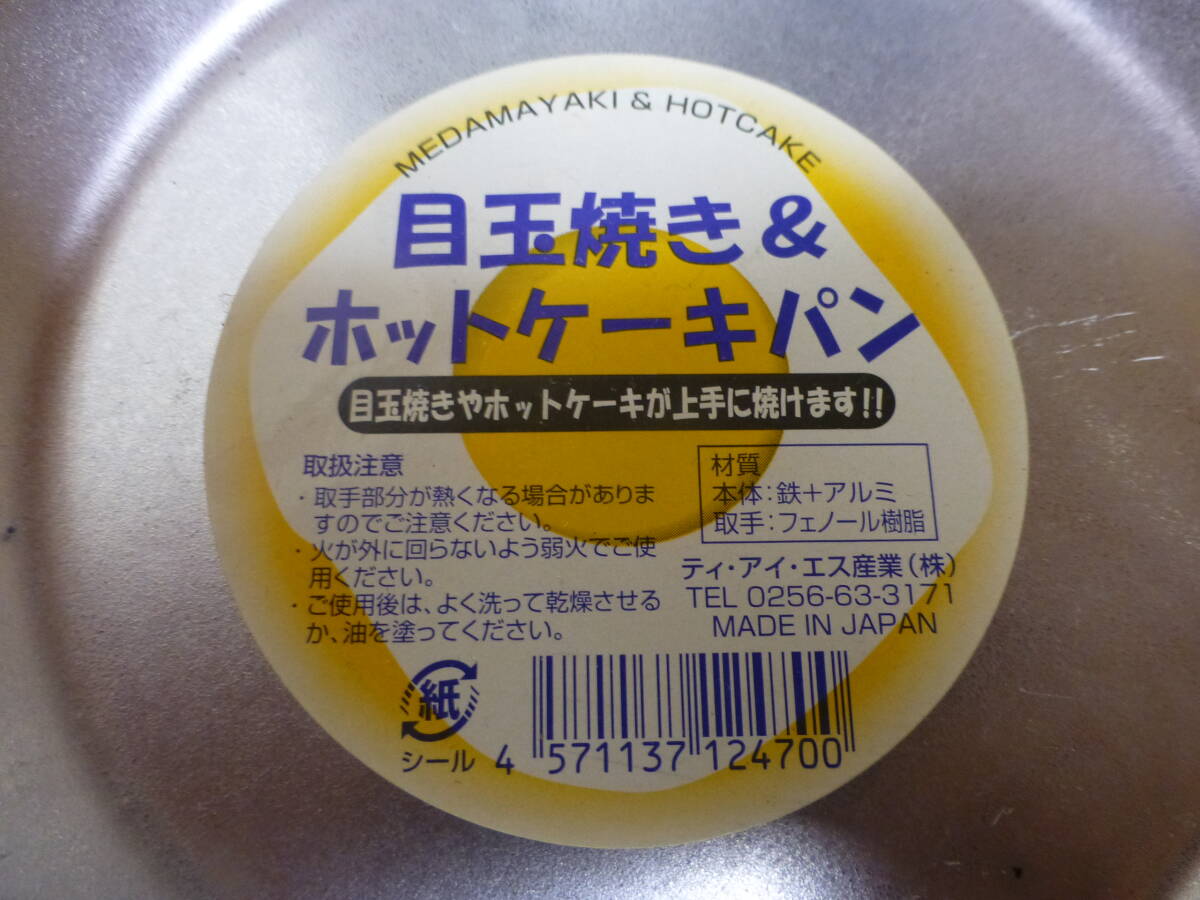 MEDAMAYAKI & HOTCAKE
目玉焼き&
ホットケーキパン
目玉焼きやホットケーキが上手に焼けます!!
取扱注意
・取手部分が熱くなる場合がありま
すのでご注意ください。
・火が外に回らないよう弱火でご使
用ください。
・ご使用後は、よく洗って乾燥させる
か、油を塗ってください。
材質
本体:鉄+アルミ
取手:フェノール樹脂
ティ・アイ・エス産業(株)
TEL 0256-63-3171
MADE IN JAPAN
紙
シール
4 571137 124700